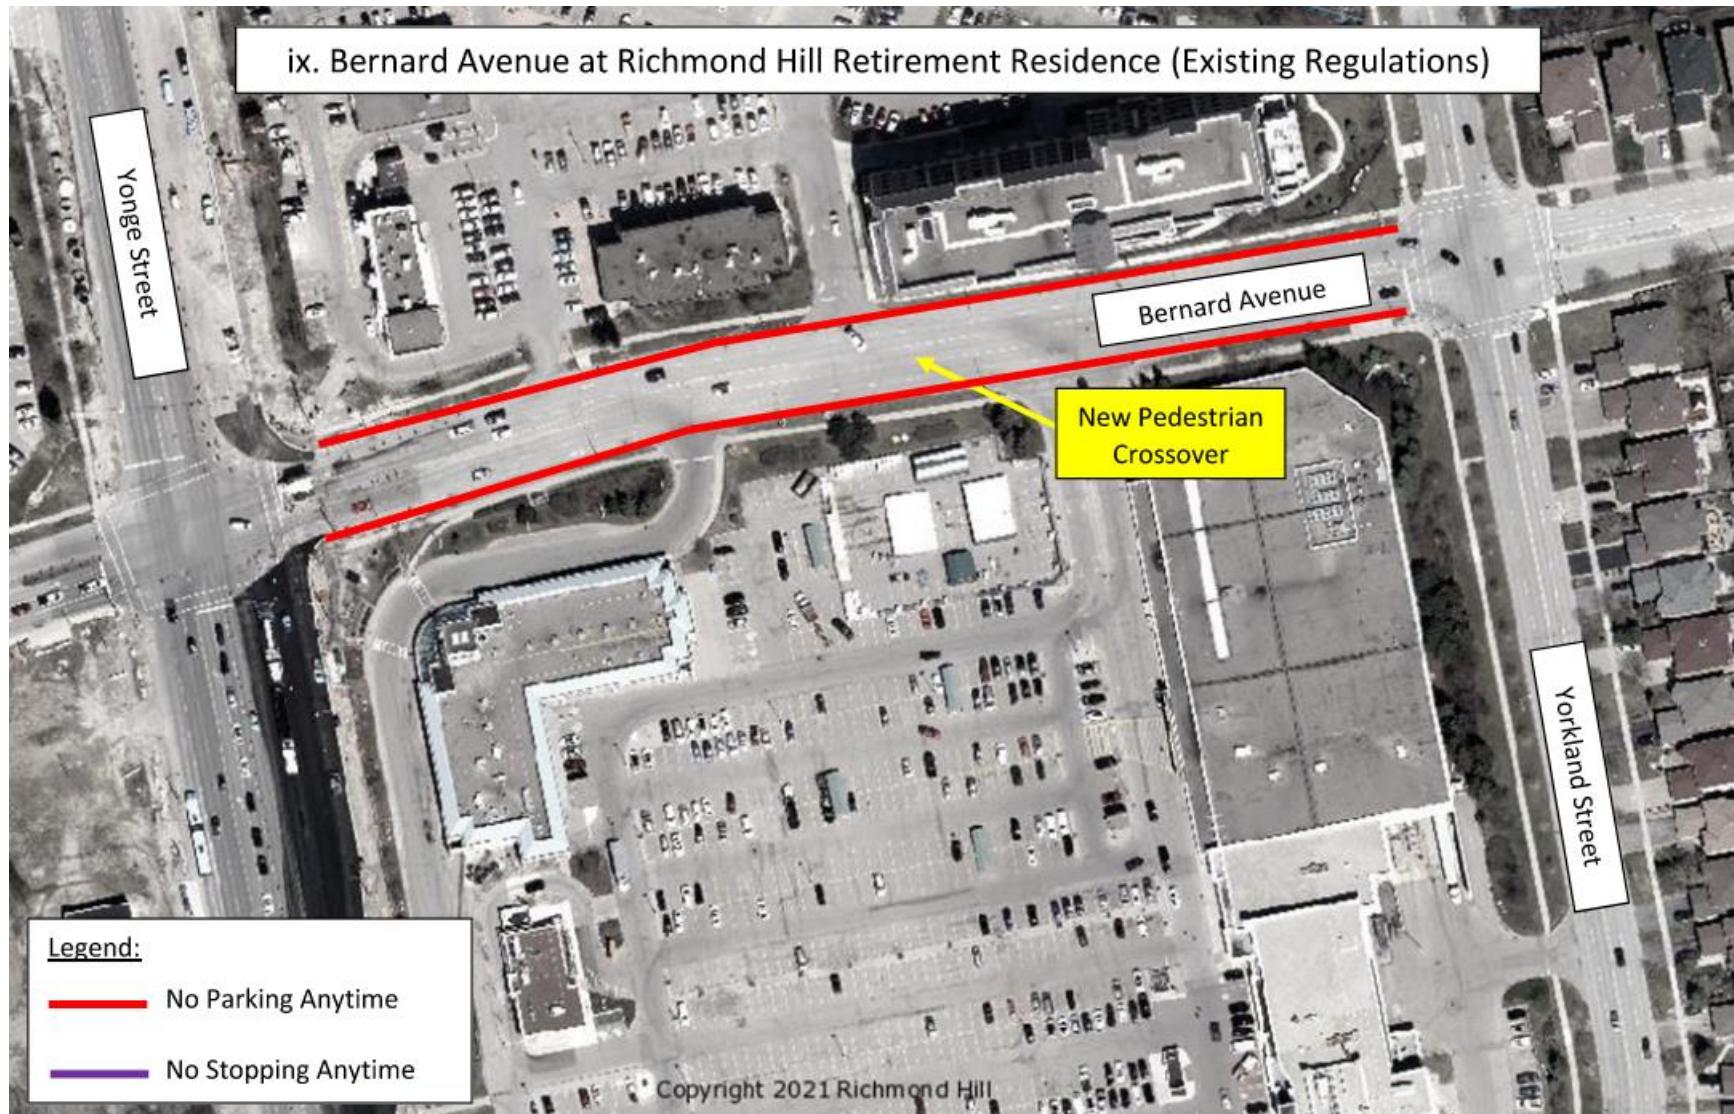 ix. Bernard Avenue at Richmond Hill Retirement Residence (Existing Regulations)
Yonge Street
Bernard Avenue
New Pedestrian
Crossover
Yorkland Street
Legend:
No Parking Anytime
No Stopping Anytime
Copyright 2021 Richmond Hill